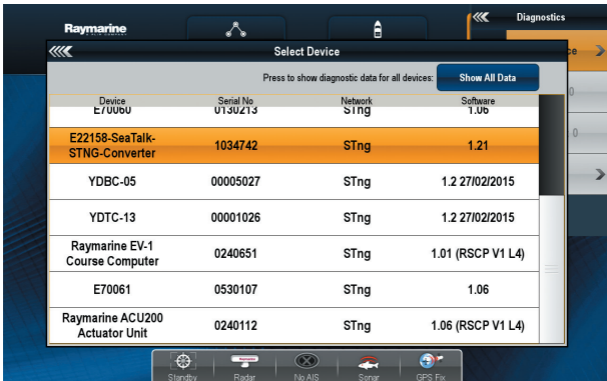 Raymarine
Diagnostics
Select Device
Press to show diagnostic data for all devices:
Show All Data
Device Serial No Network Software
E70060 0130213 STng 1.06
E22158-SeaTalk-
STNG-Converter 1034742 STng 1.21
YDBC-05 00005027 STng 1.2 27/02/2015
YDTC-13 00001026 STng 1.2 27/02/2015
Raymarine EV-1
Course Computer 0240651 STng 1.01 (RSCP V1 L4)
E70061 0530107 STng 1.06
Raymarine ACU200
Actuator Unit 0240112 STng 1.06 (RSCP V1 L4)
Standby Radar No AIS Sonar GPS Fix